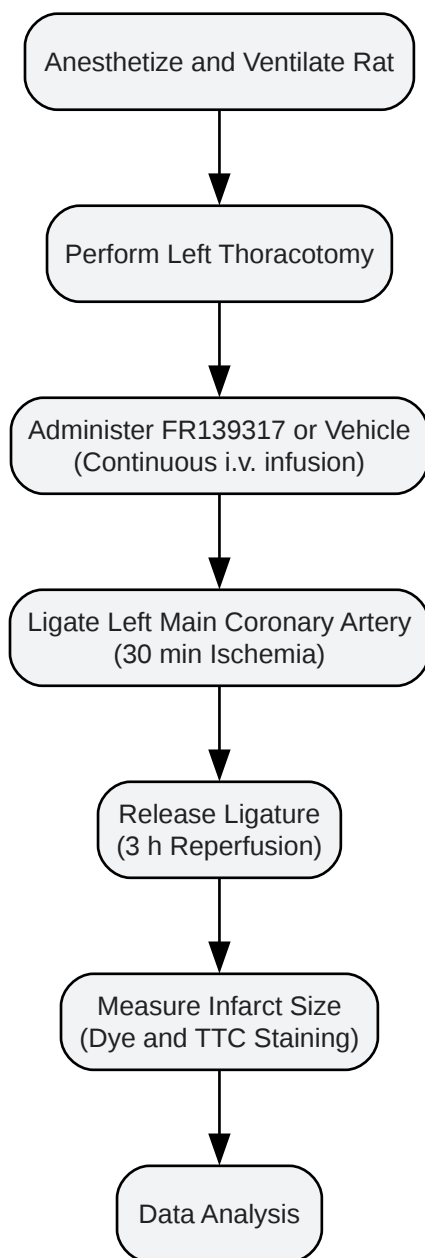 Anesthetize and Ventilate Rat
Perform Left Thoracotomy
Administer FR139317 or Vehicle
(Continuous i.v. infusion)
Ligate Left Main Coronary Artery
(30 min Ischemia)
Release Ligature
(3 h Reperfusion)
Measure Infarct Size
(Dye and TTC Staining)
Data Analysis